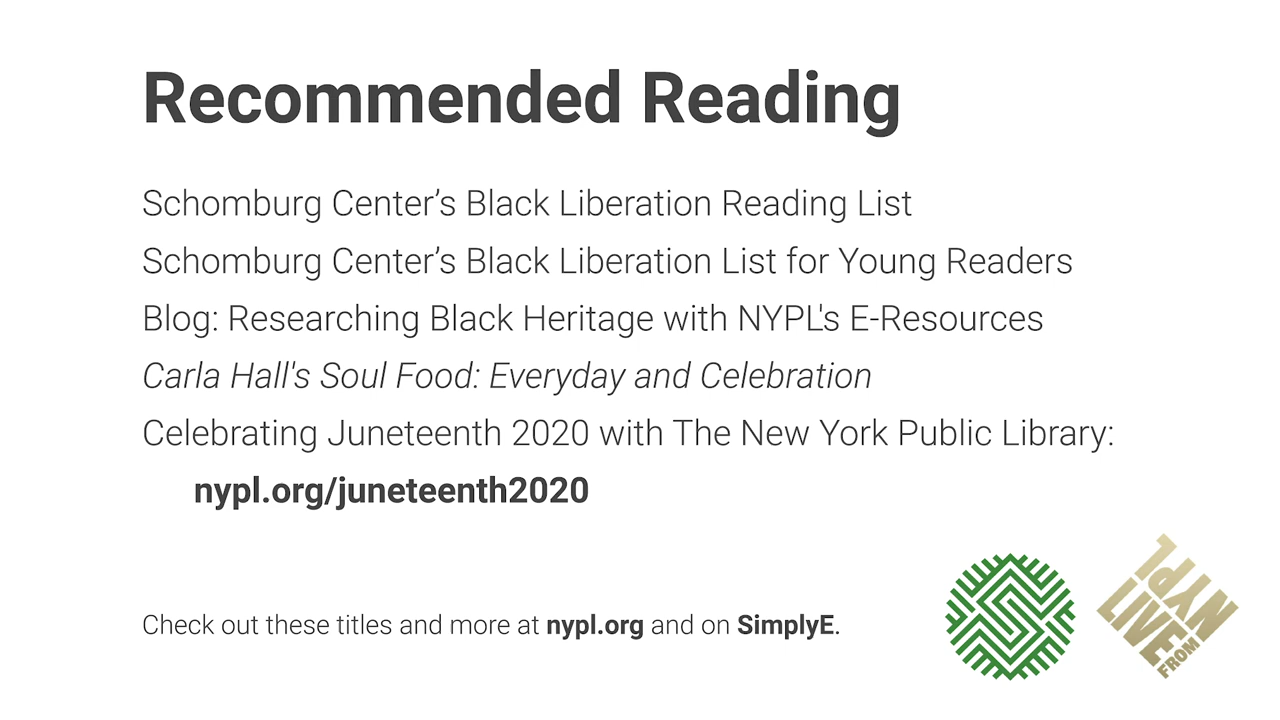 Recommended Reading
Schomburg Center’s Black Liberation Reading List
Schomburg Center’s Black Liberation List for Young Readers
Blog: Researching Black Heritage with NYPL's E-Resources
Carla Hall's Soul Food: Everyday and Celebration
Celebrating Juneteenth 2020 with The New York Public Library:
nypl.org/juneteenth2020
Check out these titles and more at nypl.org and on SimplyE.
LIVE
FROM
NYPL